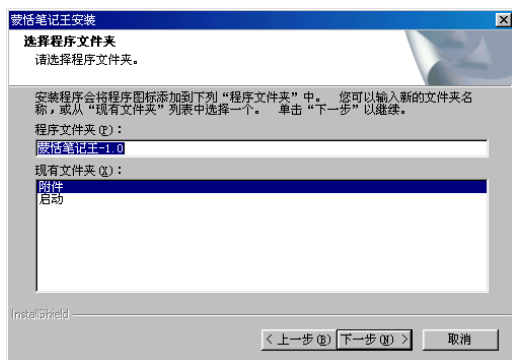 蒙恬笔记王安装
选择程序文件夹
请选择程序文件夹。
安装程序会将程序图标添加到下列“程序文件夹”中。 您可以输入新的文件夹名
称，或从“现有文件夹”列表中选择一个。 单击“下一步”以继续。
程序文件夹(P)：
蒙恬笔记王-1.0
现有文件夹(X)：
附件
启动
InstallShield
< 上一步(B) 下一步(N) > 取消